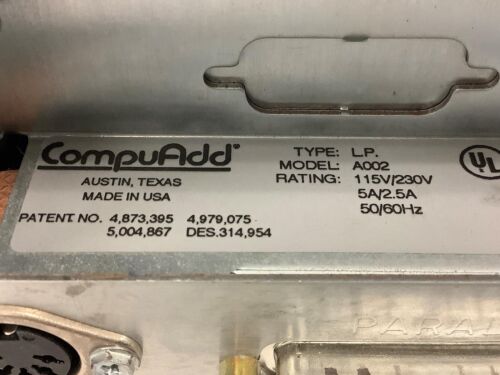 CompuAdd®
AUSTIN, TEXAS
MADE IN USA
PATENT NO. 4,873,395 4,979,075
5,004,867 DES.314,954
TYPE: L.P.
MODEL: A002
RATING: 115V/230V
5A/2.5A
50/60Hz
UL
PARAL